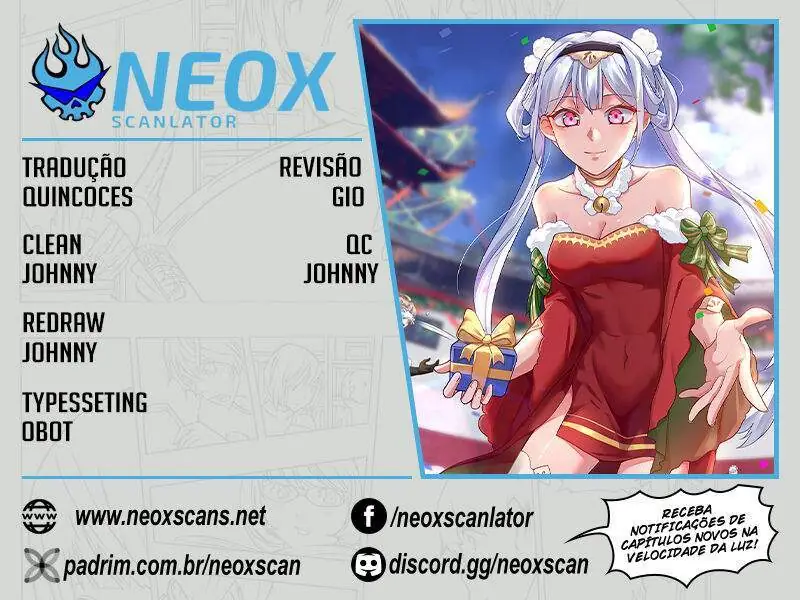 NEOX
SCANLATOR
TRADUÇÃO
QUINCOCES
REVISÃO
GIO
CLEAN
JOHNNY
QC
JOHNNY
REDRAW
JOHNNY
TYPESSETING
OBOT
www
www.neoxscans.net
f /neoxscanlator
padrim.com.br/neoxscan
discord.gg/neoxscan
RECEBA
NOTIFICAÇÕES DE
CAPÍTULOS NOVOS NA
VELOCIDADE DA LUZ!